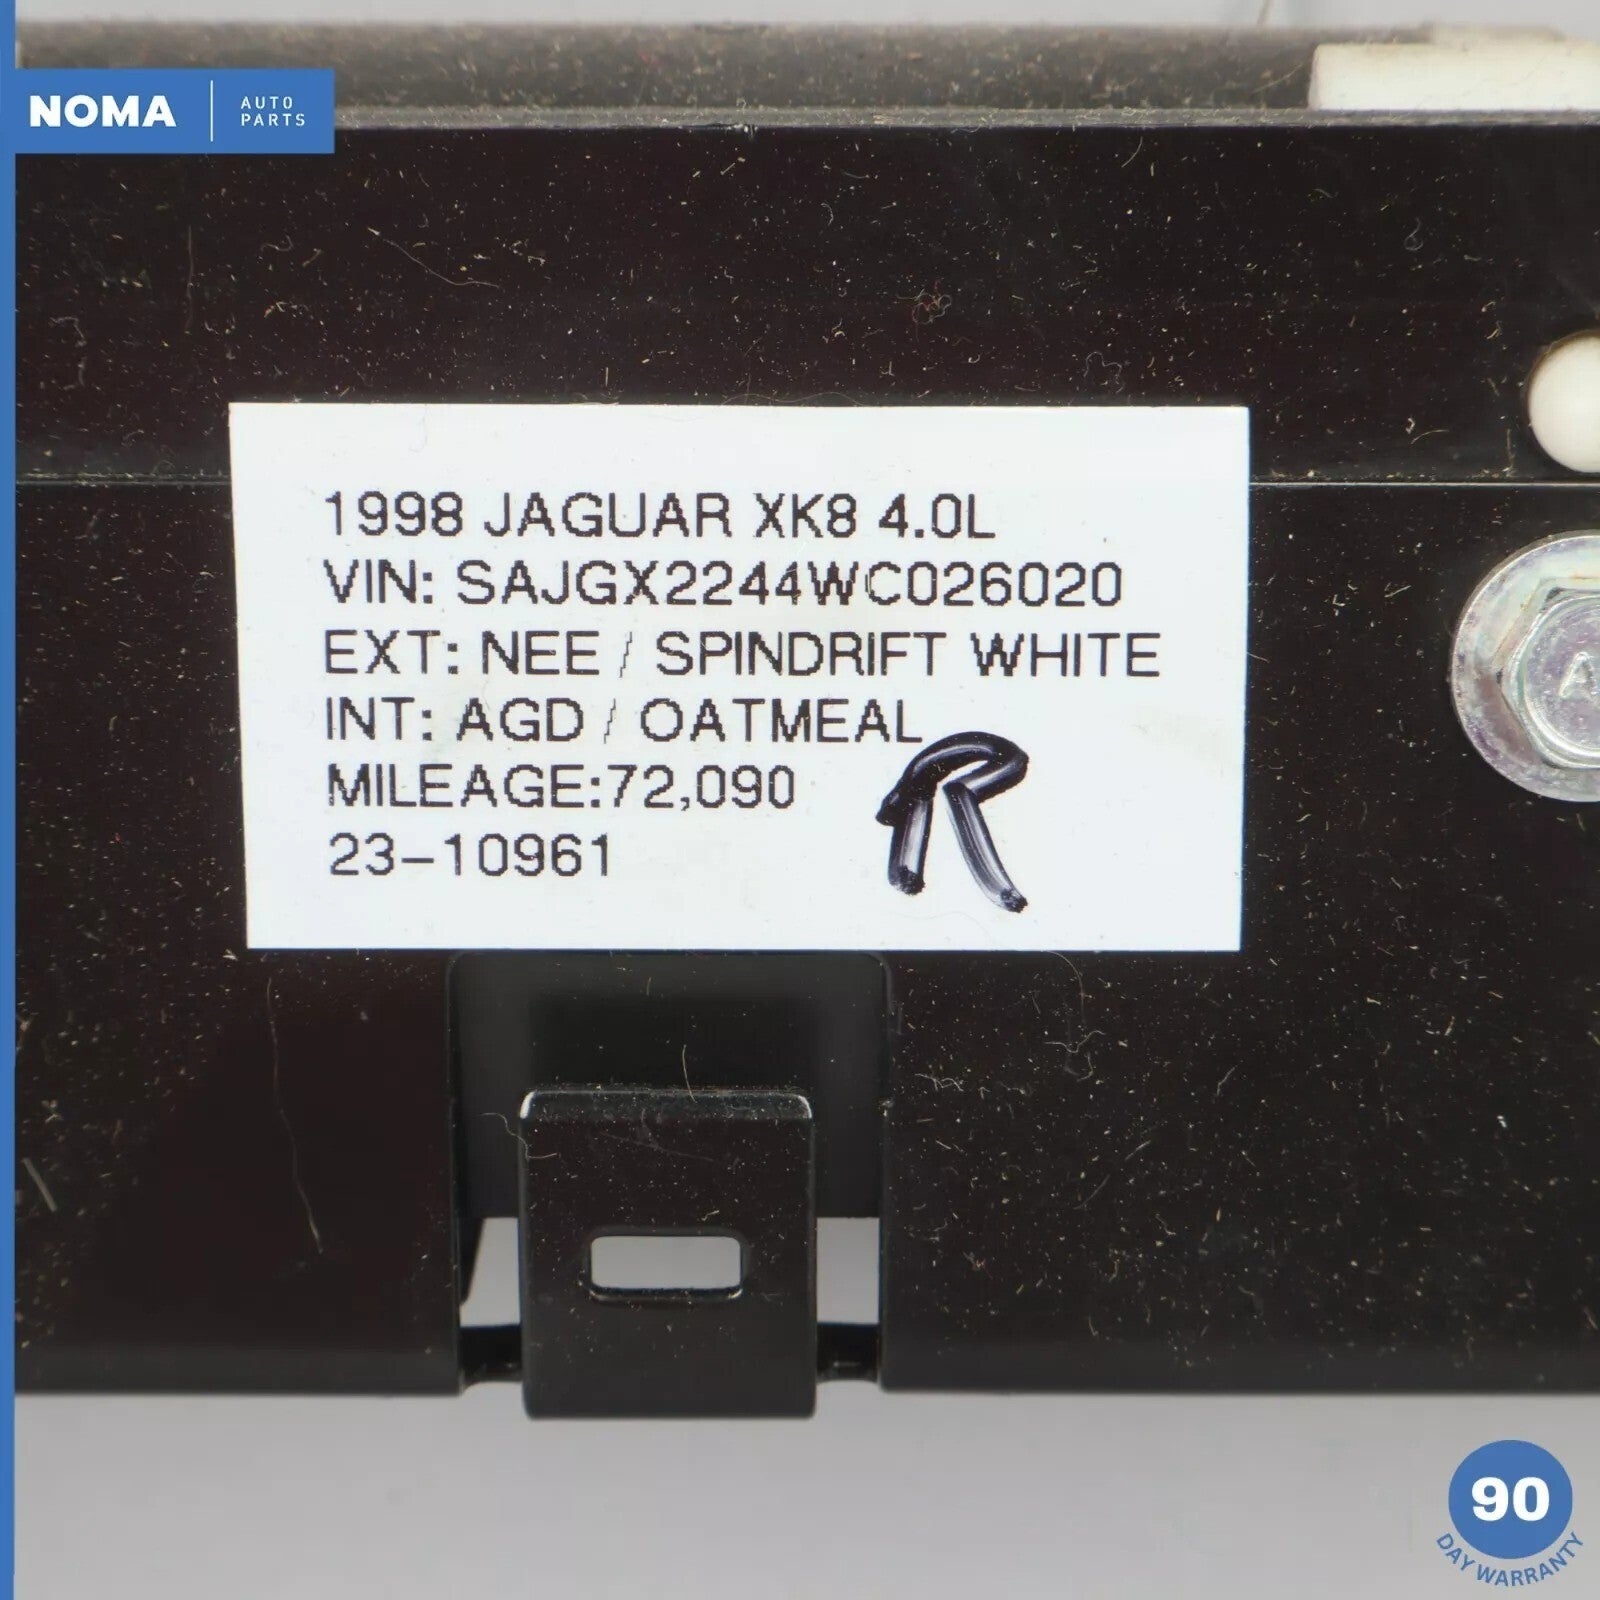 NOMA
AUTO
PARTS
1998 JAGUAR XK8 4.0L
VIN: SAJGX2244WC026020
EXT: NEE / SPINDRIFT WHITE
INT: AGD / OATMEAL
MILEAGE:72,090
23-10961
R
A
90
DAY WARRANTY